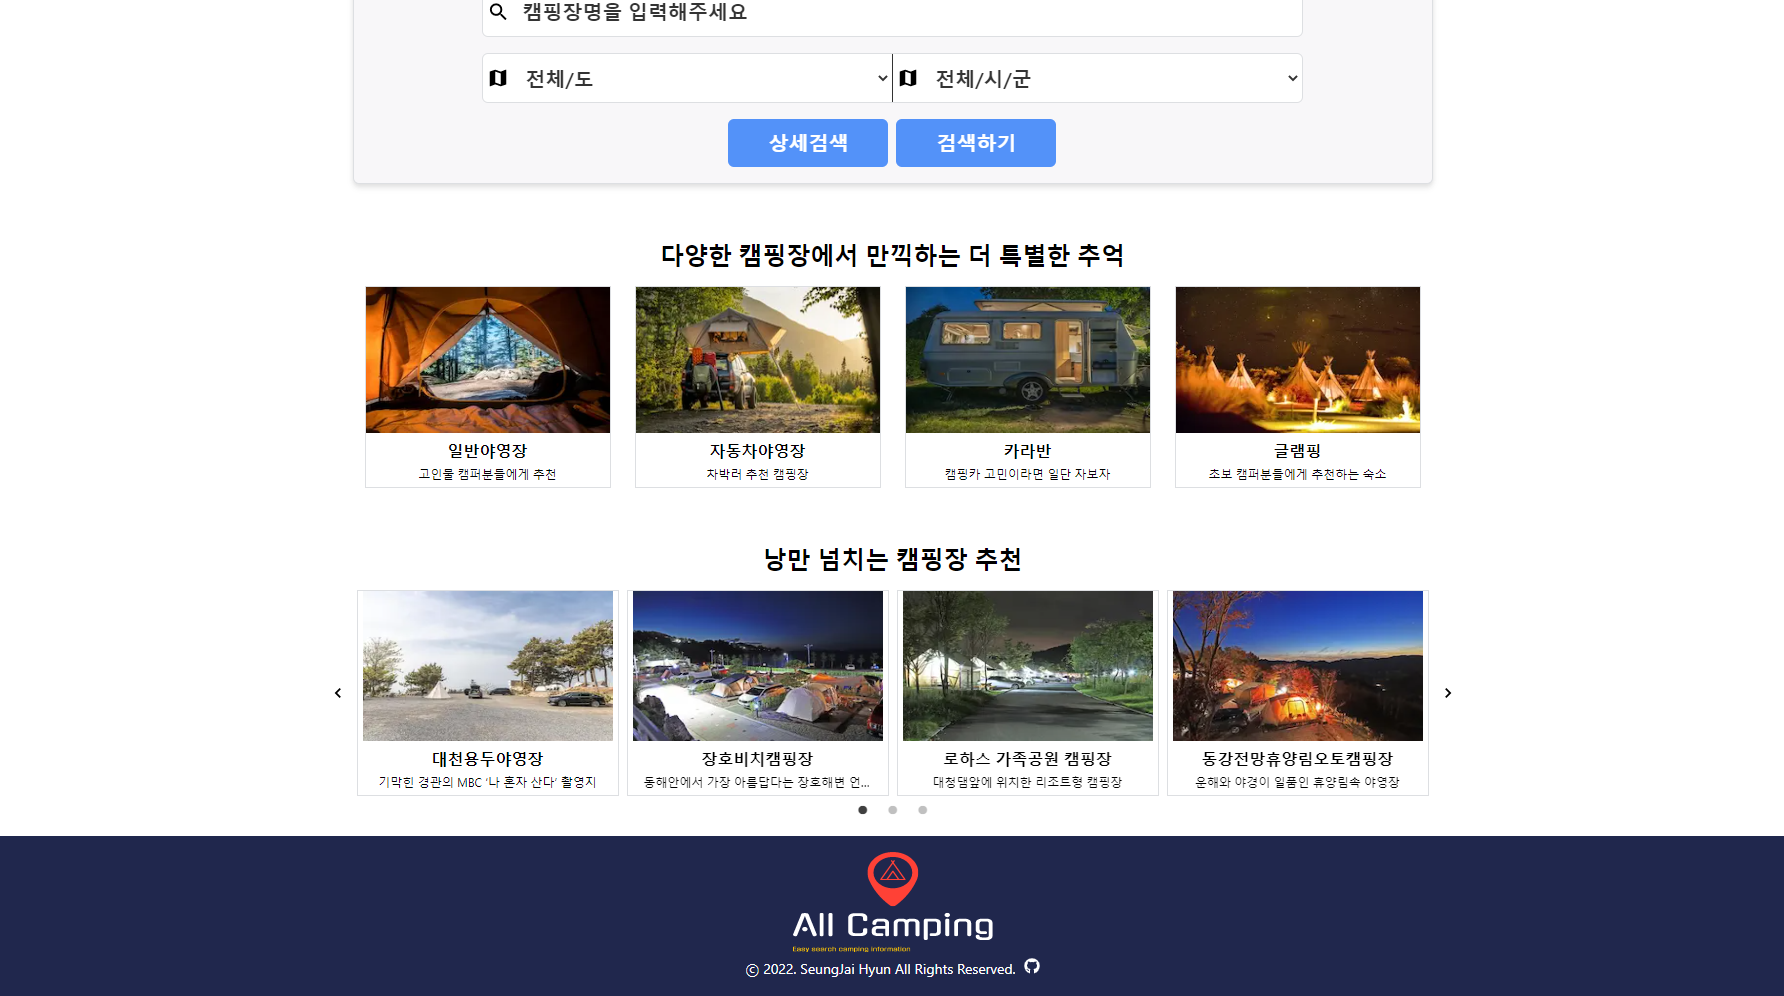 캠핑장명을 입력해주세요
전체/도
전체/시/군
상세검색
검색하기
다양한 캠핑장에서 만끽하는 더 특별한 추억
일반야영장
고인물 캠퍼분들에게 추천
자동차야영장
차박러 추천 캠핑장
카라반
캠핑카 고민이라면 일단 자보자
글램핑
초보 캠퍼분들에게 추천하는 숙소
낭만 넘치는 캠핑장 추천
대천용두야영장
기막힌 경관의 MBC ‘나 혼자 산다’ 촬영지
장호비치캠핑장
동해안에서 가장 아름답다는 장호해변 언...
로하스 가족공원 캠핑장
대청댐앞에 위치한 리조트형 캠핑장
동강전망휴양림오토캠핑장
운해와 야경이 일품인 휴양림속 야영장
All Camping
Easy search camping information
© 2022. SeungJai Hyun All Rights Reserved.